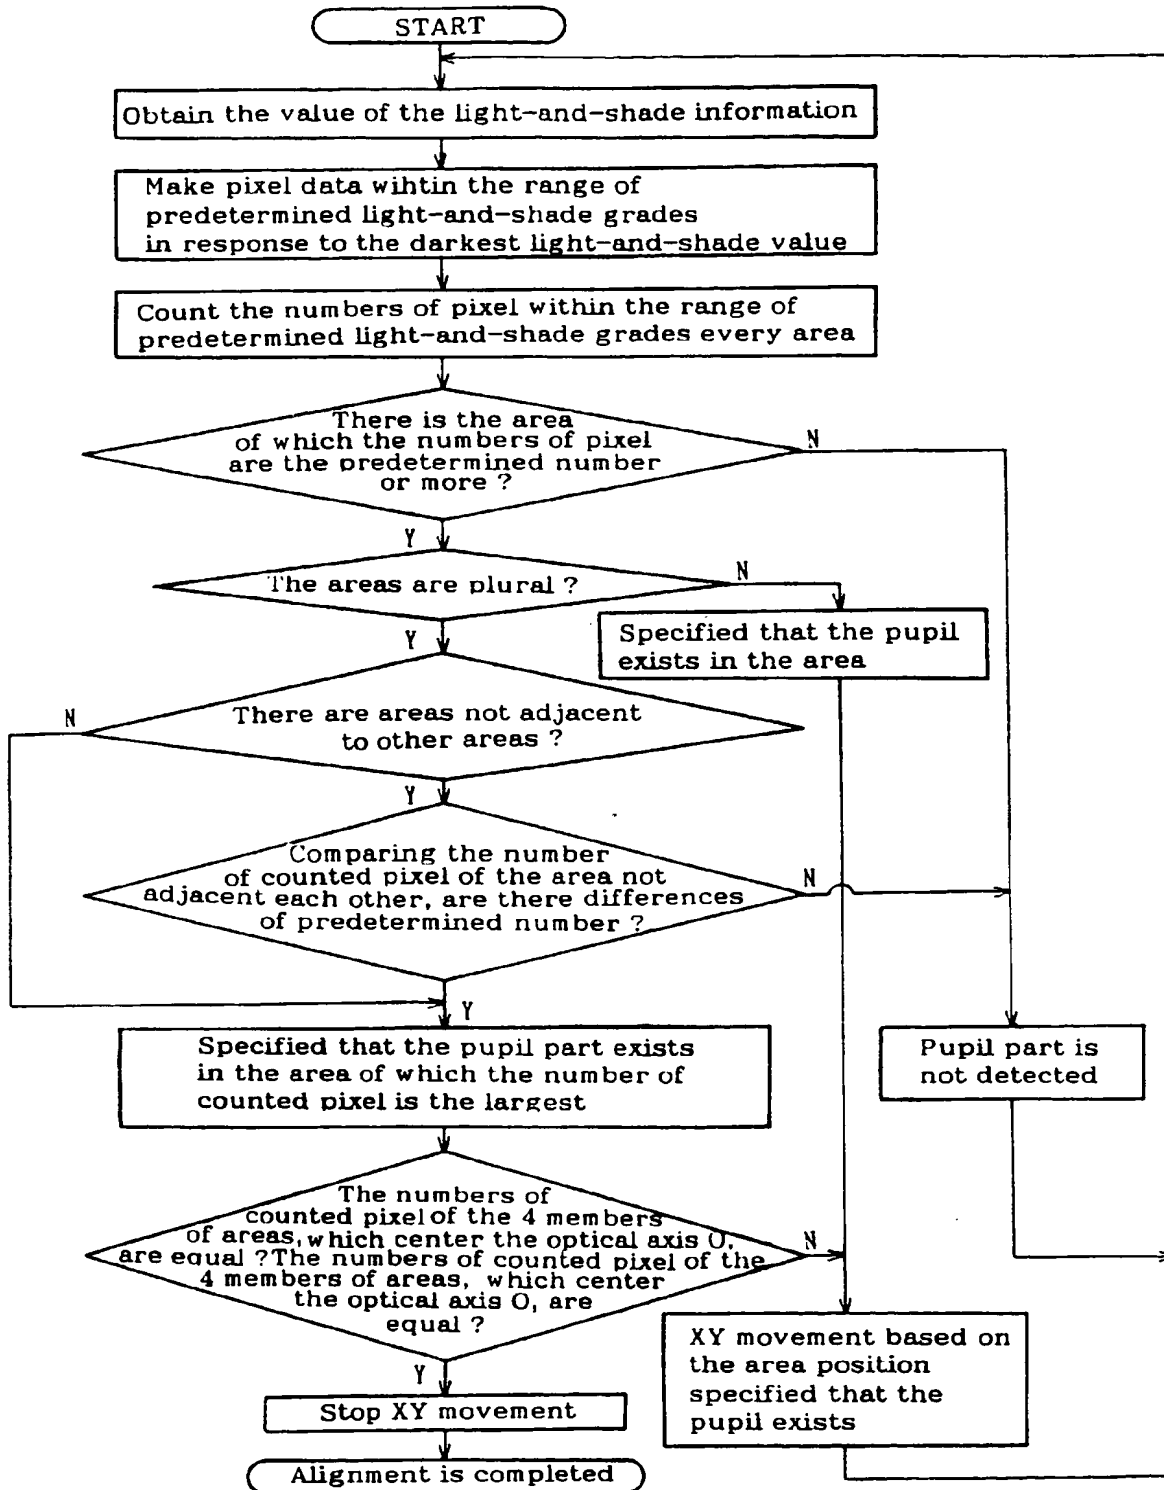 START
Obtain the value of the light-and-shade information
Make pixel data wihtin the range of
predetermined light-and-shade grades
in response to the darkest light-and-shade value
Count the numbers of pixel within the range of
predetermined light-and-shade grades every area
There is the area
of which the numbers of pixel
are the predetermined number
or more ?
N
Y
The areas are plural ?
N
Y
Specified that the pupil
exists in the area
There are areas not adjacent
to other areas ?
N
Y
Comparing the number
of counted pixel of the area not
adjacent each other, are there differences
of predetermined number ?
N
Y
Specified that the pupil part exists
in the area of which the number of
counted pixel is the largest
Pupil part is
not detected
The numbers of
counted pixel of the 4 members
of areas, which center the optical axis O,
are equal ? The numbers of counted pixel of the
4 members of areas, which center
the optical axis O, are
equal ?
N
Y
XY movement based on
the area position
specified that the
pupil exists
Stop XY movement
Alignment is completed